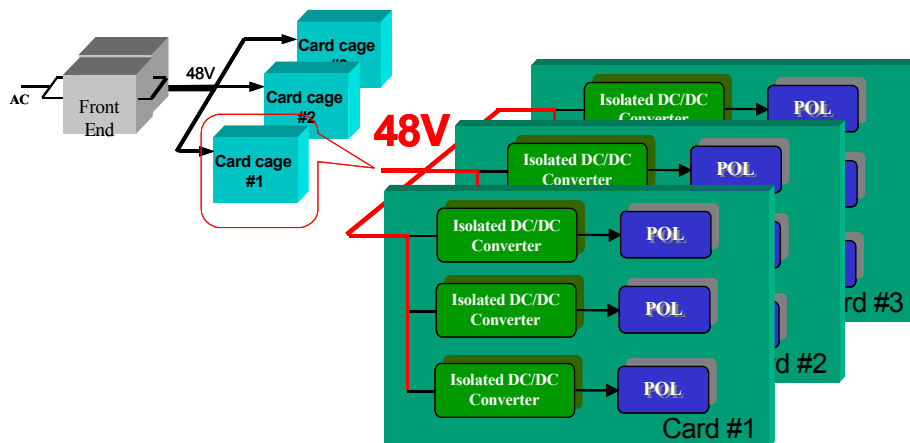 AC
Front
End
48V
Card cage
Card cage
#2
Card cage
#1
48V
Isolated DC/DC
Converter
POL
Card #3
Isolated DC/DC
Converter
POL
#2
Isolated DC/DC
Converter
POL
Isolated DC/DC
Converter
POL
Isolated DC/DC
Converter
POL
Card #1